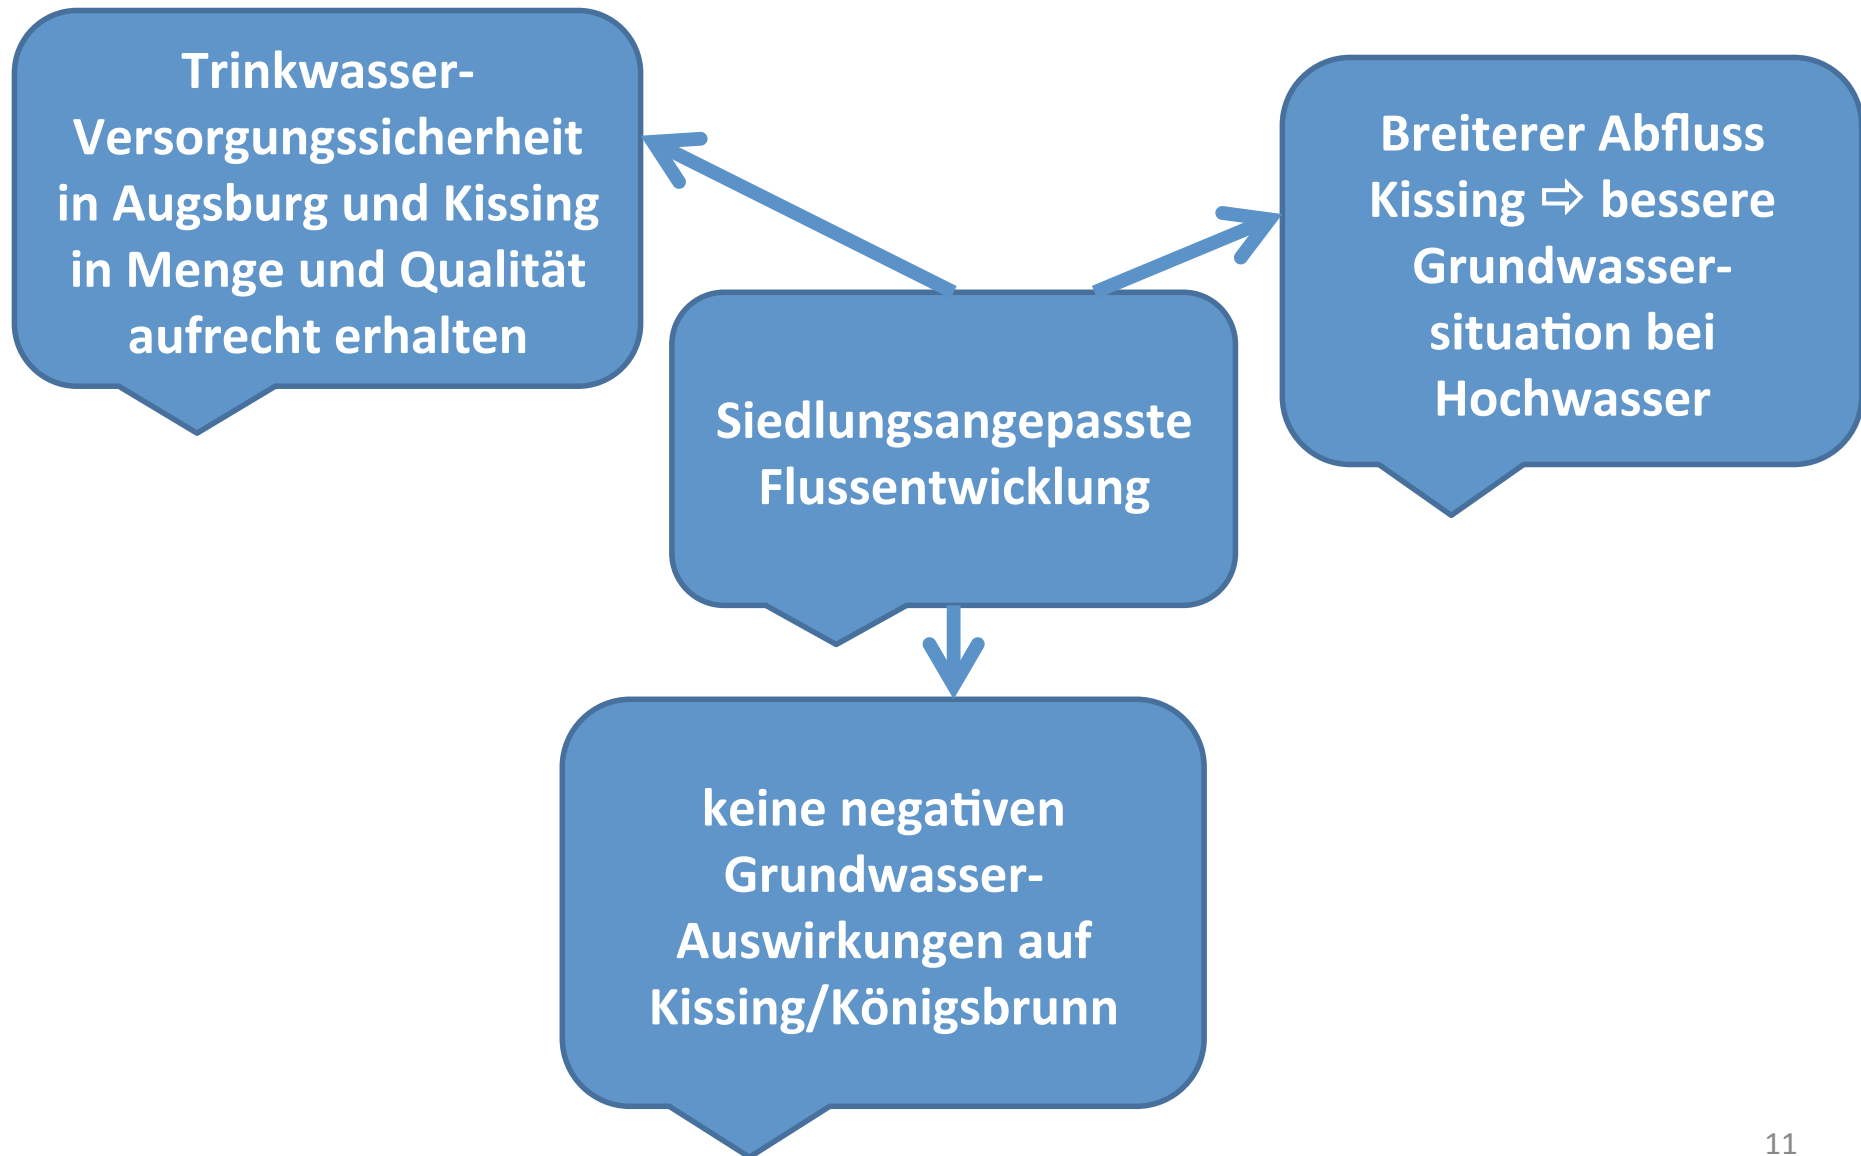 Trinkwasser-
Versorgungssicherheit
in Augsburg und Kissing
in Menge und Qualität
aufrecht erhalten
Breiterer Abfluss
Kissing ⇨ bessere
Grundwasser-
situation bei
Hochwasser
Siedlungsangepasste
Flussentwicklung
keine negativen
Grundwasser-
Auswirkungen auf
Kissing/Königsbrunn
11